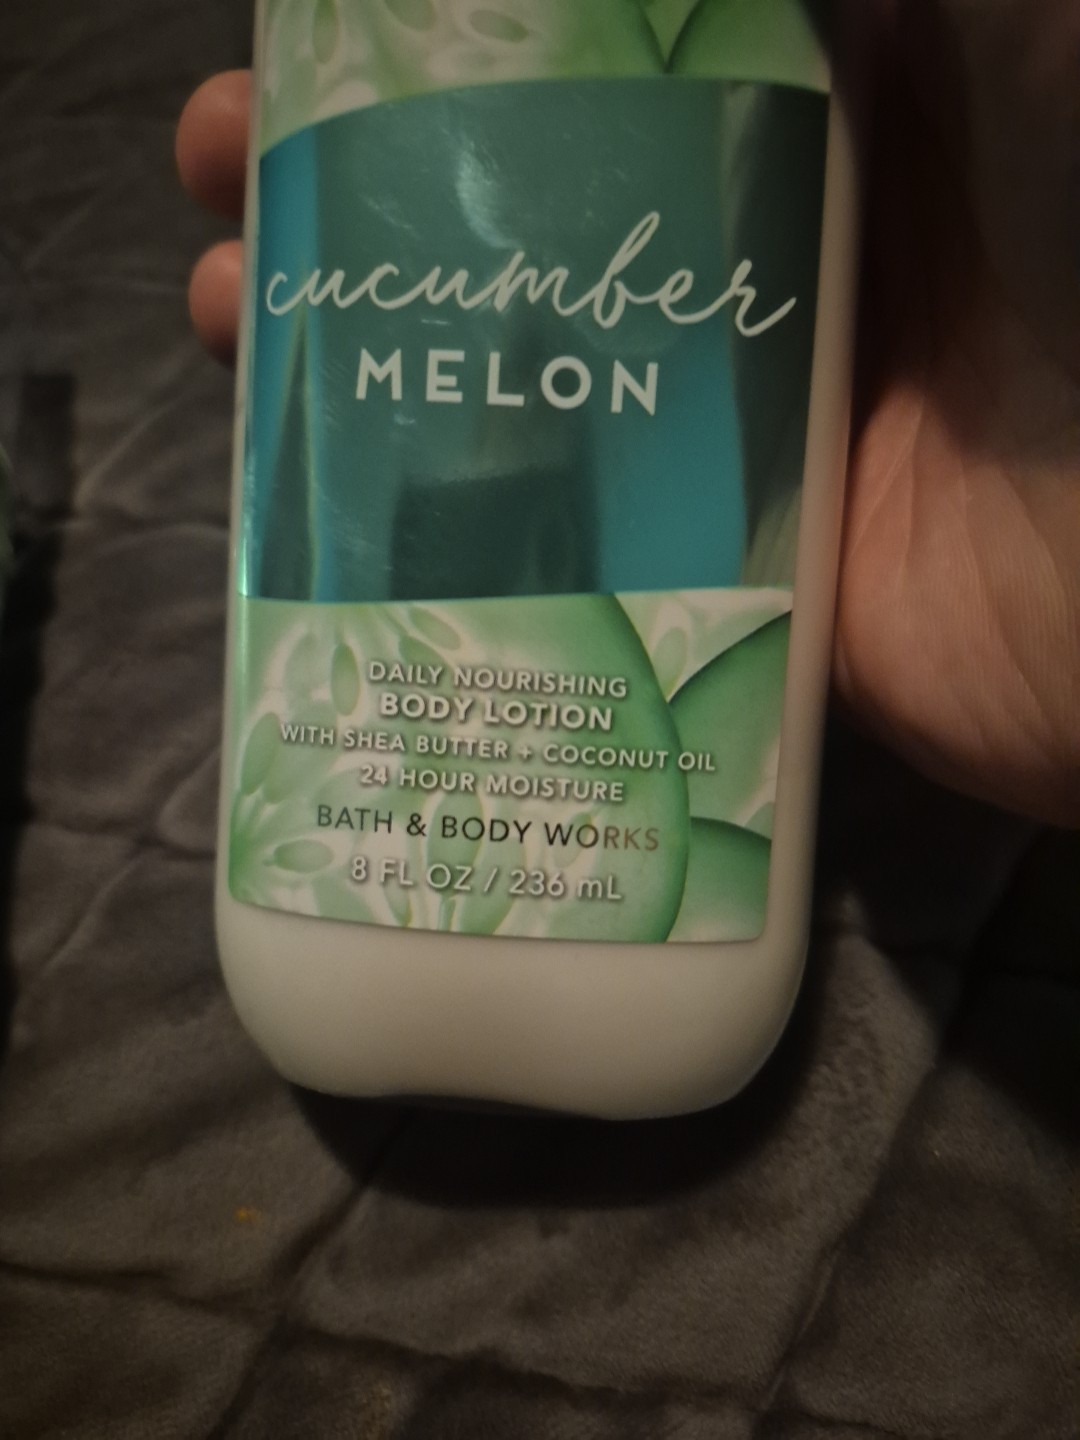 cucumber
MELON
DAILY NOURISHING
BODY LOTION
WITH SHEA BUTTER + COCONUT OIL
24 HOUR MOISTURE
BATH & BODY WORKS
8 FL OZ / 236 mL